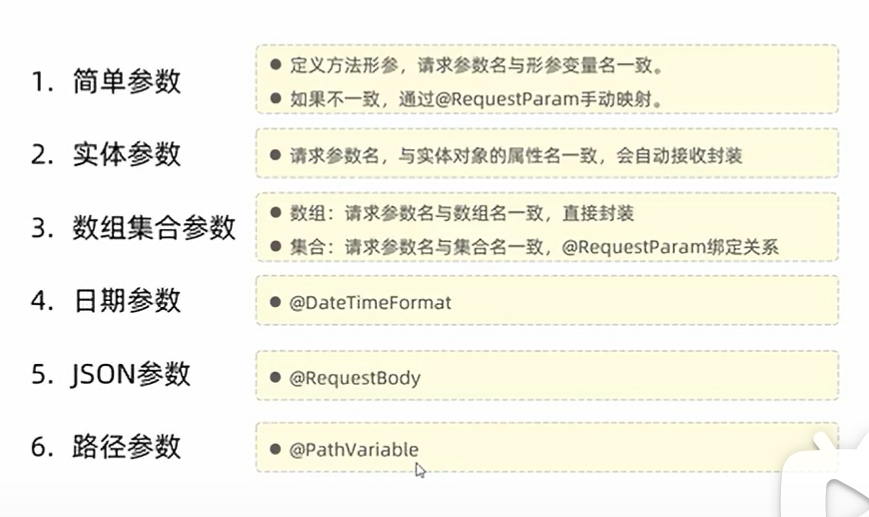 1. 简单参数
● 定义方法形参，请求参数名与形参变量名一致。
● 如果不一致，通过@RequestParam手动映射。
2. 实体参数
● 请求参数名，与实体对象的属性名一致，会自动接收封装
3. 数组集合参数
● 数组：请求参数名与数组名一致，直接封装
● 集合：请求参数名与集合名一致，@RequestParam绑定关系
4. 日期参数
● @DateTimeFormat
5. JSON参数
● @RequestBody
6. 路径参数
● @PathVariable